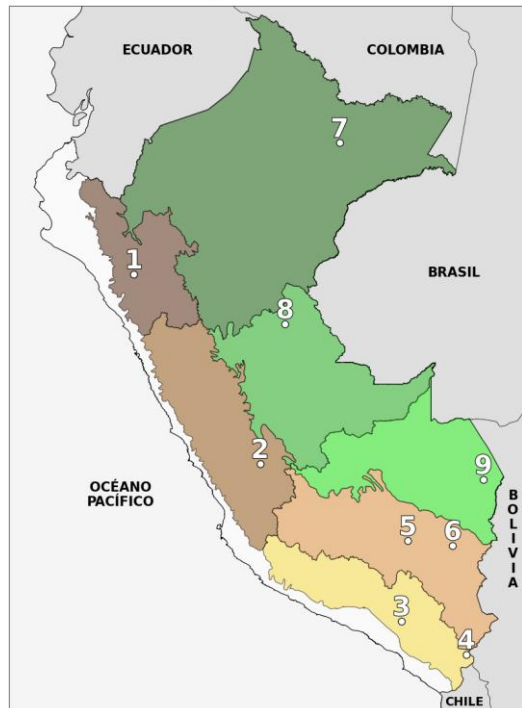 ECUADOR
COLOMBIA
7
1
BRASIL
8
2
9
OCÉANO
PACÍFICO
B
O
L
I
V
I
A
5
6
3
4
CHILE